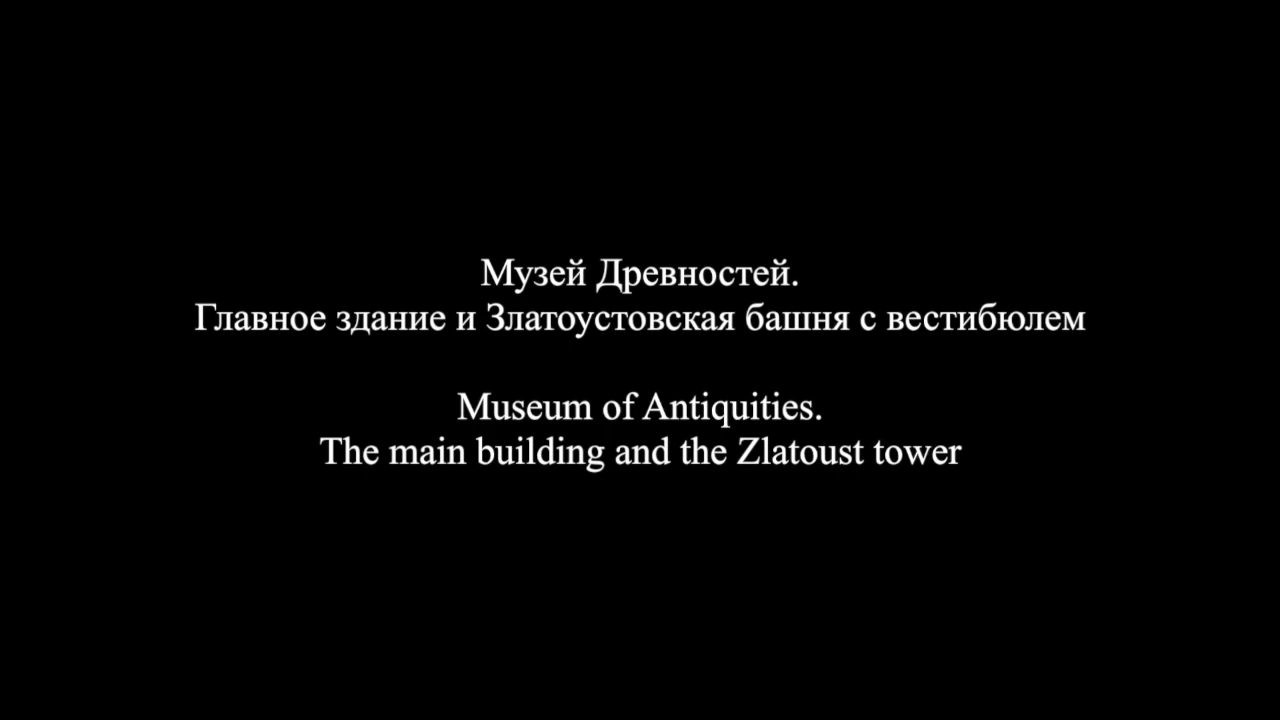 Музей Древностей.
Главное здание и Златоустовская башня с вестибюлем
Museum of Antiquities.
The main building and the Zlatoust tower